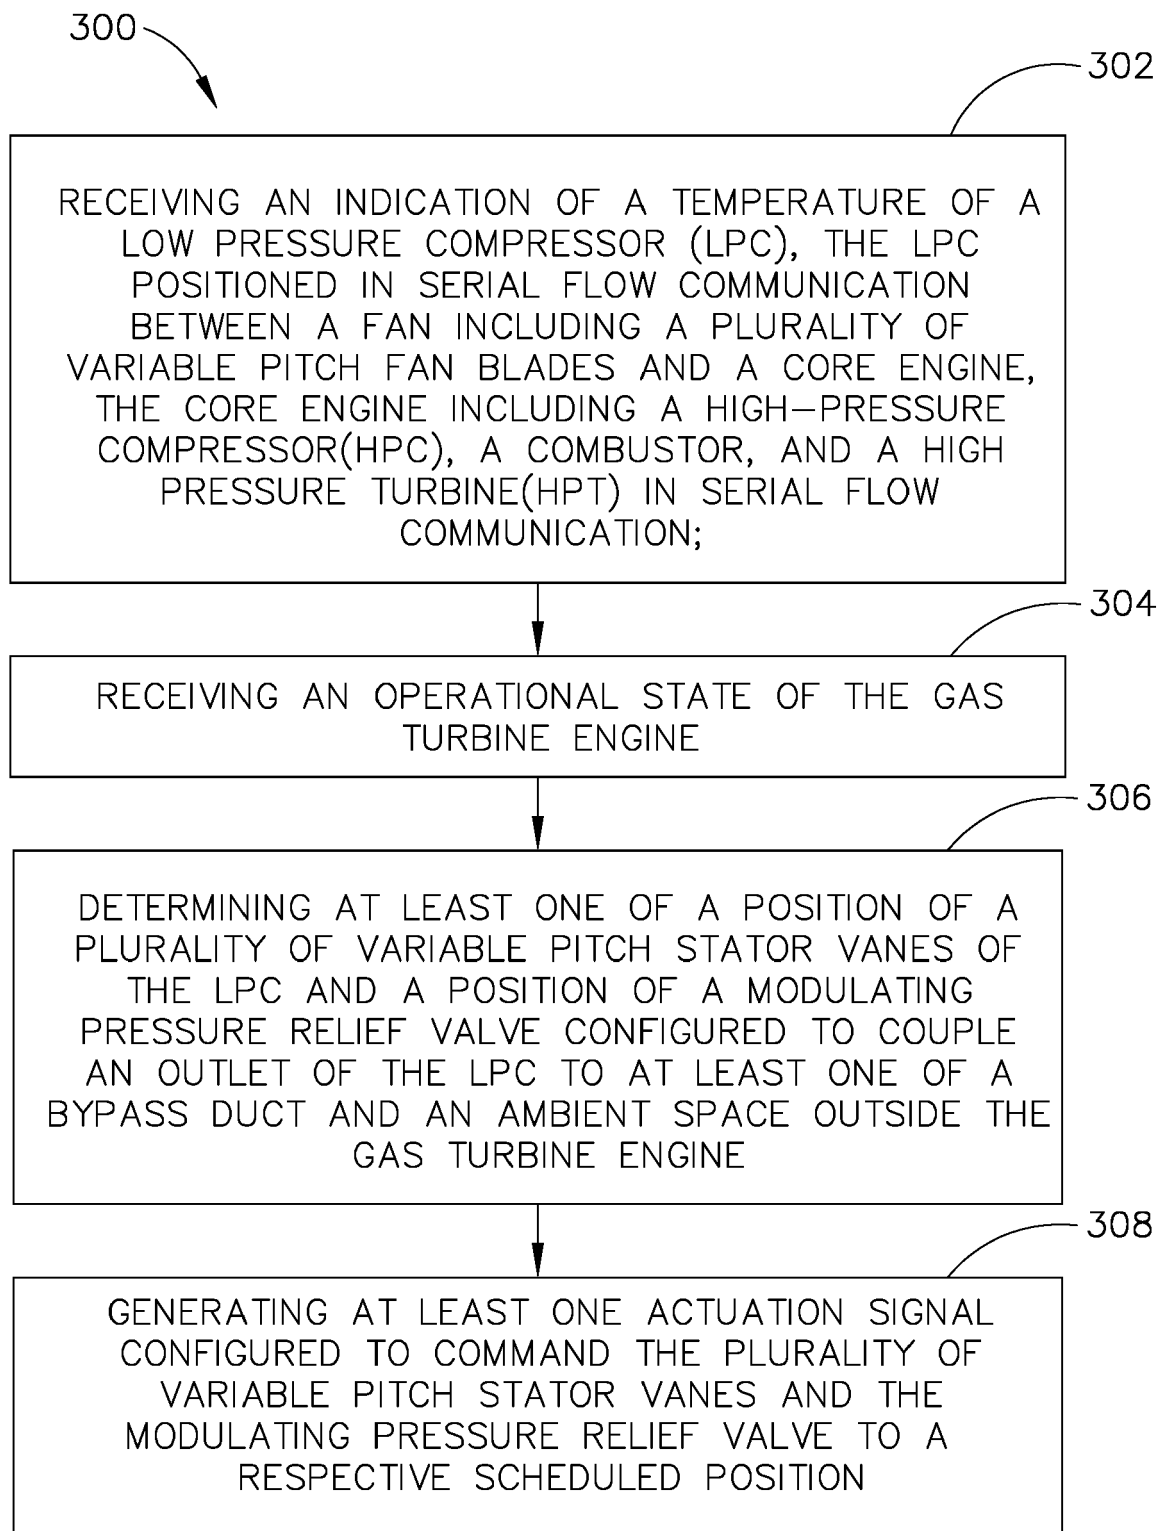 300
302
RECEIVING AN INDICATION OF A TEMPERATURE OF A
LOW PRESSURE COMPRESSOR (LPC), THE LPC
POSITIONED IN SERIAL FLOW COMMUNICATION
BETWEEN A FAN INCLUDING A PLURALITY OF
VARIABLE PITCH FAN BLADES AND A CORE ENGINE,
THE CORE ENGINE INCLUDING A HIGH–PRESSURE
COMPRESSOR(HPC), A COMBUSTOR, AND A HIGH
PRESSURE TURBINE(HPT) IN SERIAL FLOW
COMMUNICATION;
304
RECEIVING AN OPERATIONAL STATE OF THE GAS
TURBINE ENGINE
306
DETERMINING AT LEAST ONE OF A POSITION OF A
PLURALITY OF VARIABLE PITCH STATOR VANES OF
THE LPC AND A POSITION OF A MODULATING
PRESSURE RELIEF VALVE CONFIGURED TO COUPLE
AN OUTLET OF THE LPC TO AT LEAST ONE OF A
BYPASS DUCT AND AN AMBIENT SPACE OUTSIDE THE
GAS TURBINE ENGINE
308
GENERATING AT LEAST ONE ACTUATION SIGNAL
CONFIGURED TO COMMAND THE PLURALITY OF
VARIABLE PITCH STATOR VANES AND THE
MODULATING PRESSURE RELIEF VALVE TO A
RESPECTIVE SCHEDULED POSITION